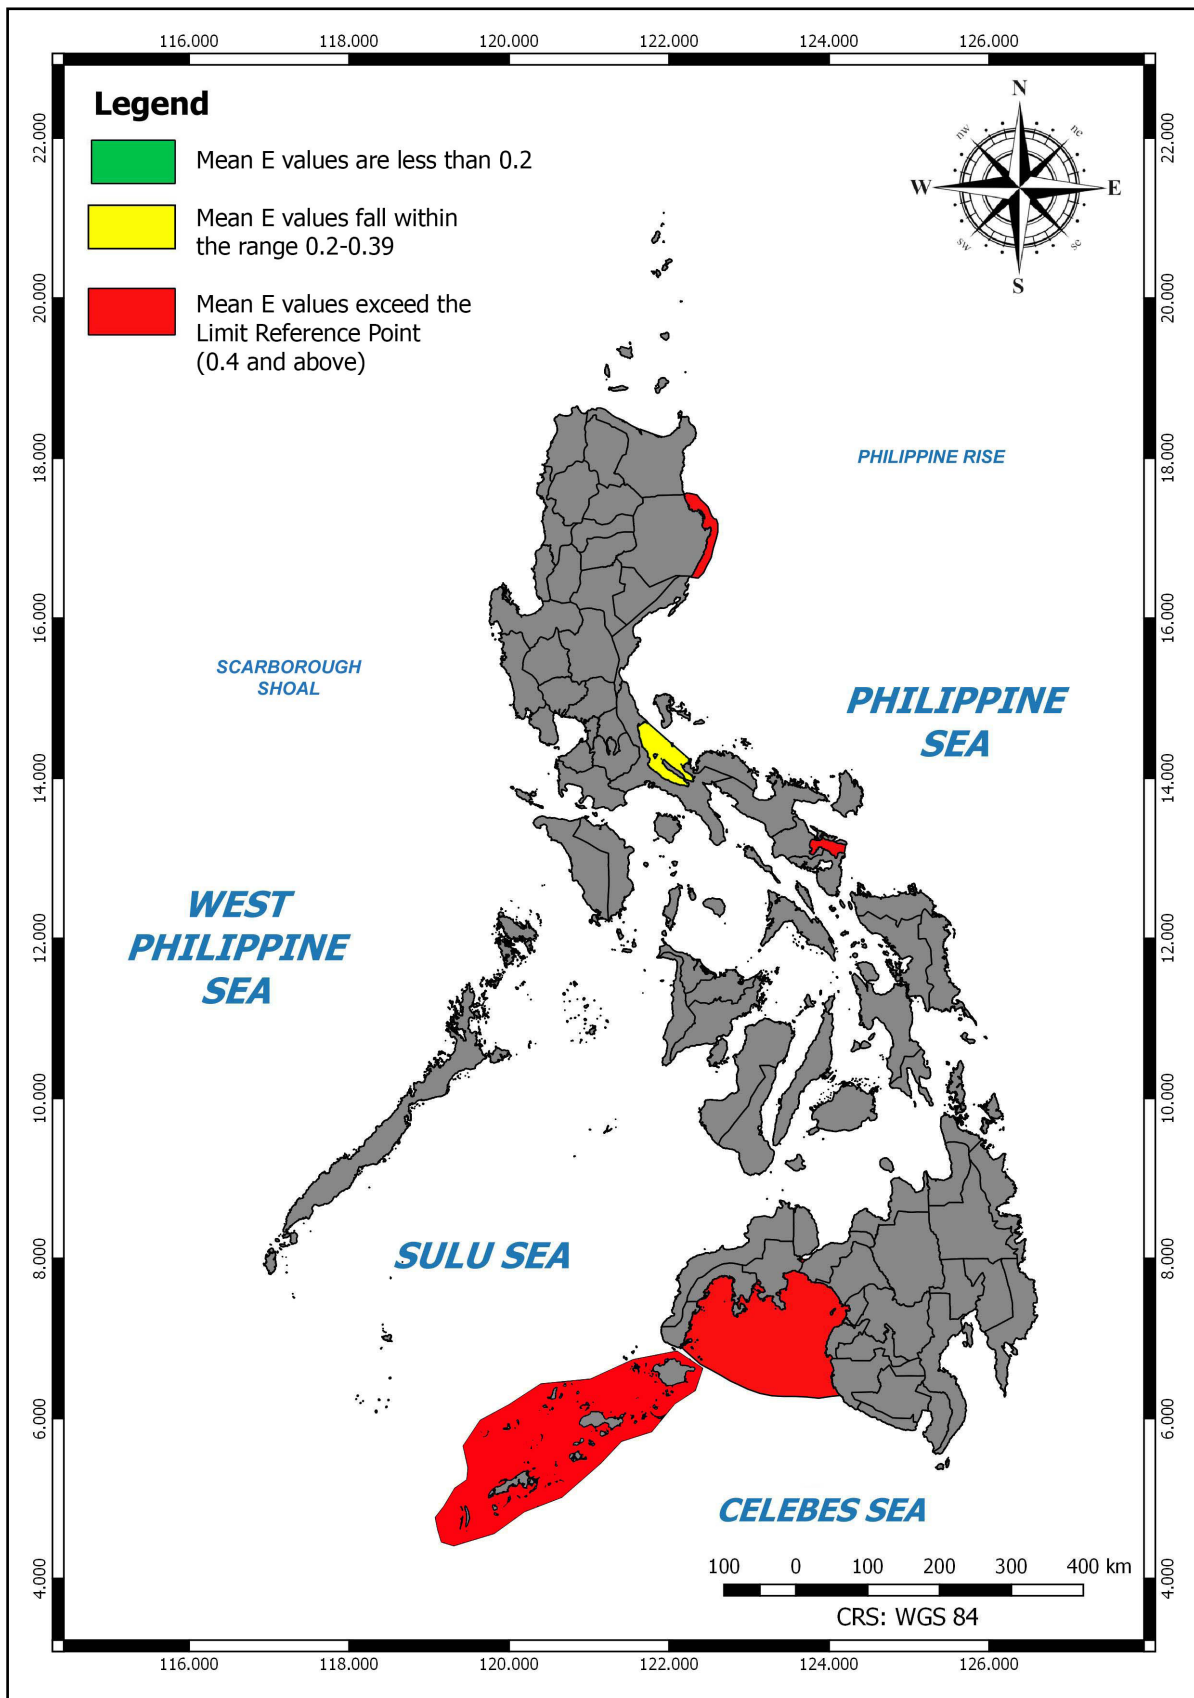 116.000 118.000 120.000 122.000 124.000 126.000
Legend
Mean E values are less than 0.2
Mean E values fall within
the range 0.2-0.39
Mean E values exceed the
Limit Reference Point
(0.4 and above)
N
nw ne
W E
sw se
S
22.000 22.000
20.000 20.000
18.000 18.000
PHILIPPINE RISE
16.000 16.000
SCARBOROUGH
SHOAL
PHILIPPINE
SEA
14.000 14.000
WEST
PHILIPPINE
SEA
12.000 12.000
10.000 10.000
SULU SEA
8.000 8.000
6.000 6.000
CELEBES SEA
4.000 4.000
100 0 100 200 300 400 km
CRS: WGS 84
116.000 118.000 120.000 122.000 124.000 126.000